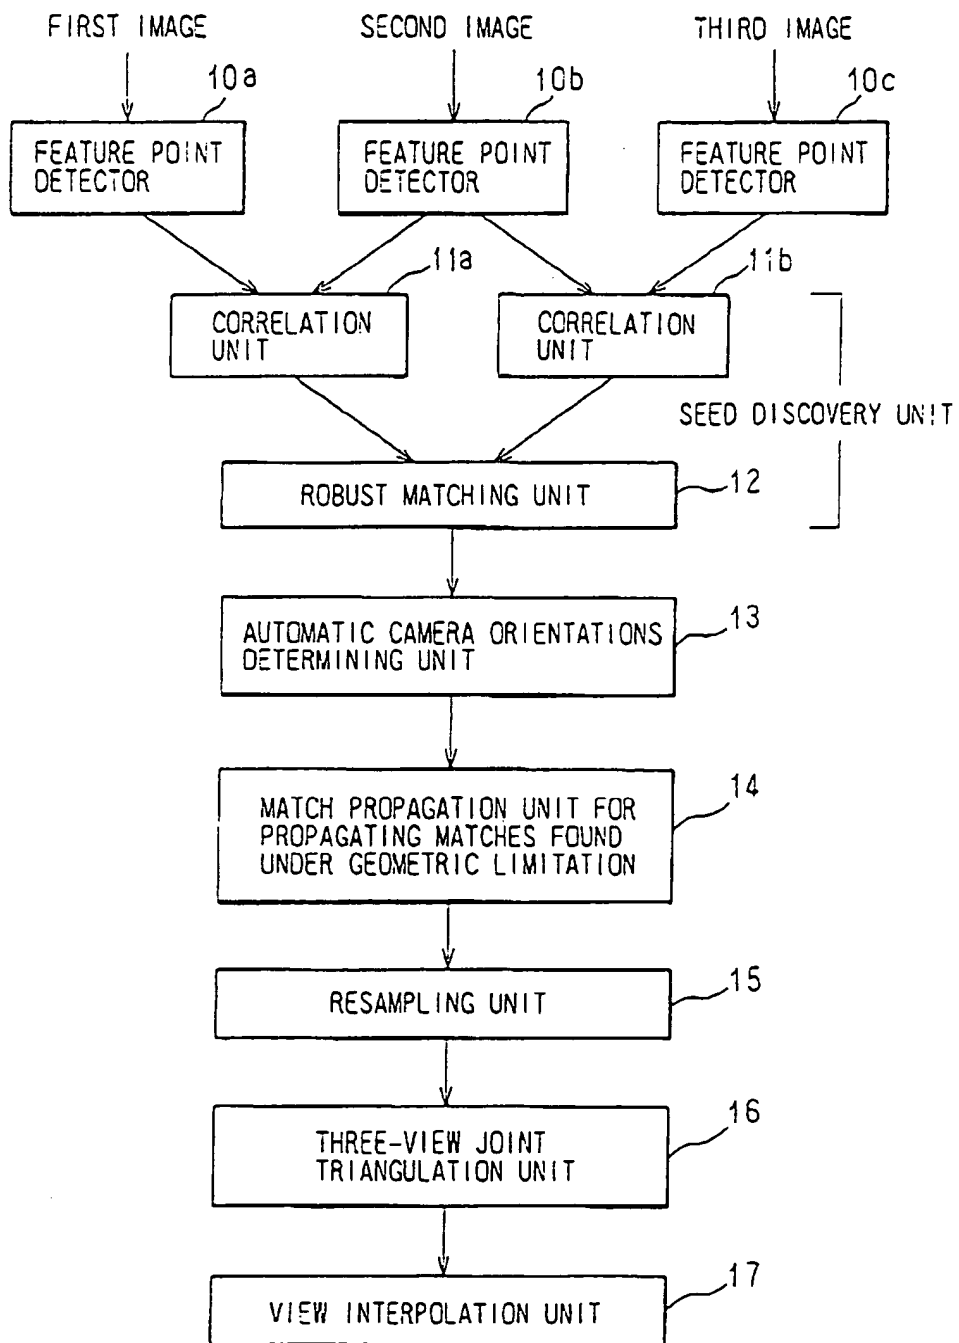 FIRST IMAGE
SECOND IMAGE
THIRD IMAGE
10a
10b
10c
FEATURE POINT
DETECTOR
FEATURE POINT
DETECTOR
FEATURE POINT
DETECTOR
11a
11b
CORRELATION
UNIT
CORRELATION
UNIT
SEED DISCOVERY UNIT
ROBUST MATCHING UNIT
12
AUTOMATIC CAMERA ORIENTATIONS
DETERMINING UNIT
13
MATCH PROPAGATION UNIT FOR
PROPAGATING MATCHES FOUND
UNDER GEOMETRIC LIMITATION
14
RESAMPLING UNIT
15
THREE-VIEW JOINT
TRIANGULATION UNIT
16
VIEW INTERPOLATION UNIT
17